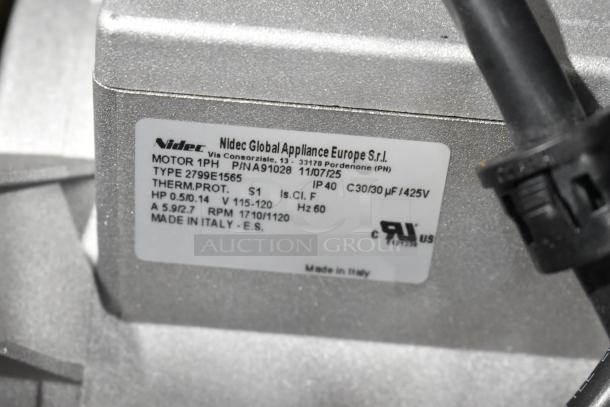 Nidec Nidec Global Appliance Europe S.r.l.
Via Consorziale, 13 - 33170 Pordenone (PN)
MOTOR 1PH P/N A91028 11/07/25
TYPE 2799E1565 IP 40 C30/30 µF/425V
THERM.PROT. S1 Is.Cl. F
HP 0.5/0.14 V 115-120 Hz 60
A 5.9/2.7 RPM 1710/1120
MADE IN ITALY - E.S.
C US
Made in Italy
AUCTION GROUP